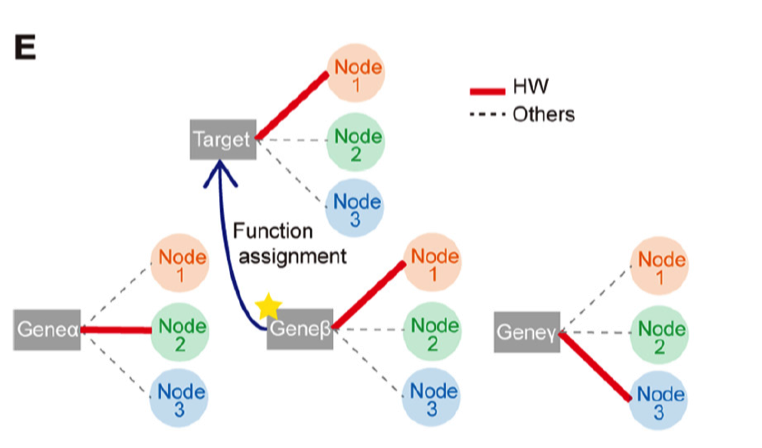 E
Node
1
HW
Others
Target
Node
2
Node
3
Function
assignment
Node
1
Geneα
Node
2
Node
3
Node
1
Geneβ
Node
2
Node
3
Node
1
Geneγ
Node
2
Node
3